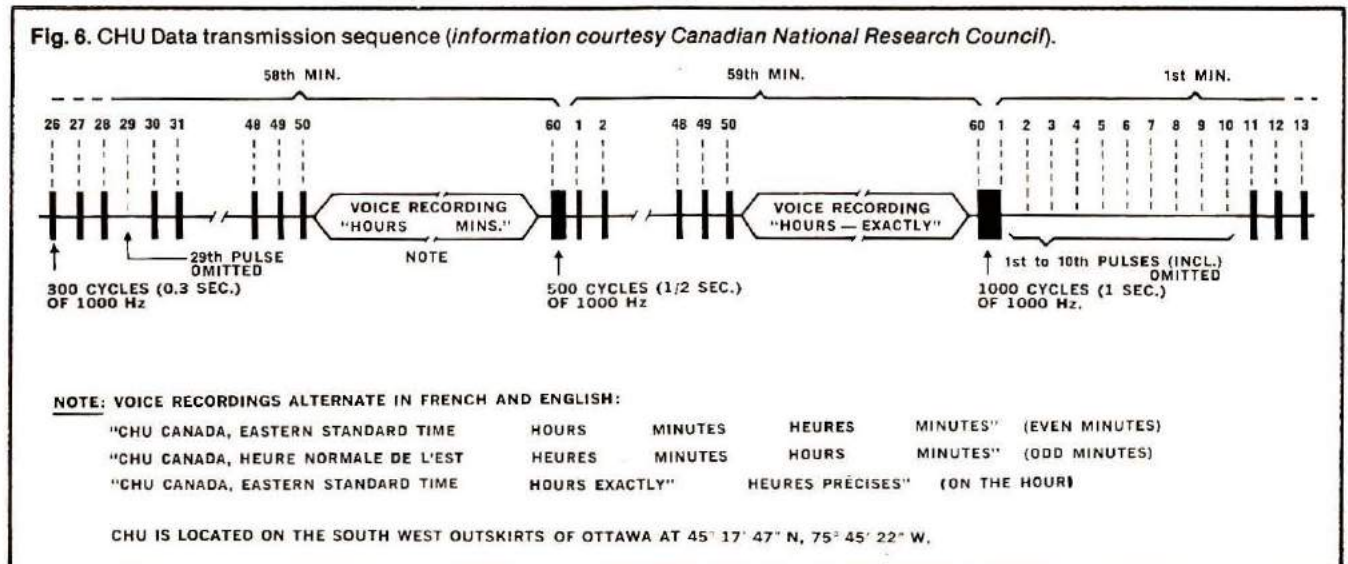 Fig. 6. CHU Data transmission sequence (information courtesy Canadian National Research Council).
58th MIN. 59th MIN. 1st MIN.
26 27 28 29 30 31 48 49 50 60 1 2 48 49 50 60 1 2 3 4 5 6 7 8 9 10 11 12 13
VOICE RECORDING
"HOURS MINS."
VOICE RECORDING
"HOURS — EXACTLY"
29th PULSE
OMITTED
NOTE
1st to 10th PULSES (INCL.)
OMITTED
300 CYCLES (0.3 SEC.)
OF 1000 Hz
500 CYCLES (1/2 SEC.)
OF 1000 Hz
1000 CYCLES (1 SEC.)
OF 1000 Hz.
NOTE: VOICE RECORDINGS ALTERNATE IN FRENCH AND ENGLISH:
"CHU CANADA, EASTERN STANDARD TIME HOURS MINUTES HEURES MINUTES" (EVEN MINUTES)
"CHU CANADA, HEURE NORMALE DE L'EST HEURES MINUTES HOURS MINUTES" (ODD MINUTES)
"CHU CANADA, EASTERN STANDARD TIME HOURS EXACTLY" HEURES PRÉCISES" (ON THE HOUR)
CHU IS LOCATED ON THE SOUTH WEST OUTSKIRTS OF OTTAWA AT 45° 17' 47" N, 75° 45' 22" W.